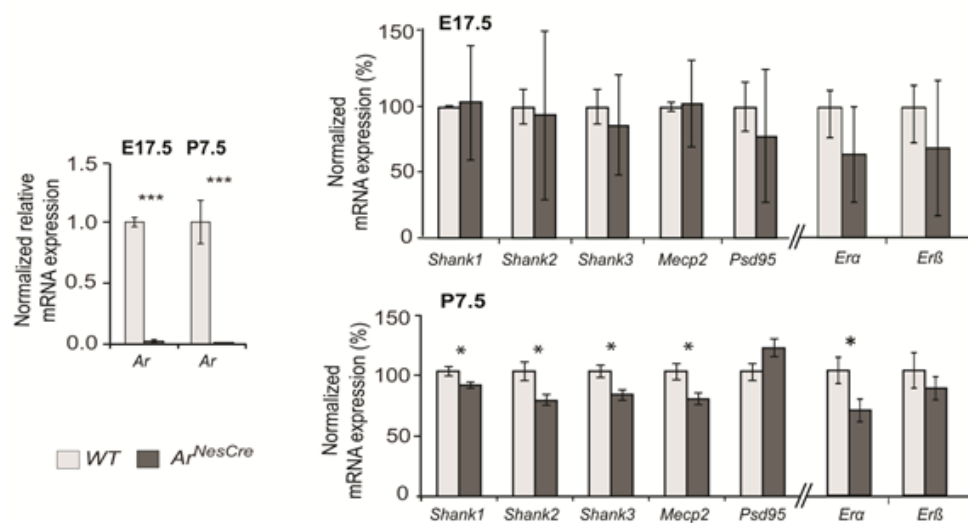 E17.5 P7.5
Normalized relative
mRNA expression
1.5
1.0
0.5
0.0
***
***
Ar Ar
WT Ar^NesCre
E17.5
Normalized
mRNA expression (%)
150
100
50
0
Shank1 Shank2 Shank3 Mecp2 Psd95 // Erα Erß
P7.5
Normalized
mRNA expression (%)
150
100
50
0
* * * * *
Shank1 Shank2 Shank3 Mecp2 Psd95 // Erα Erß